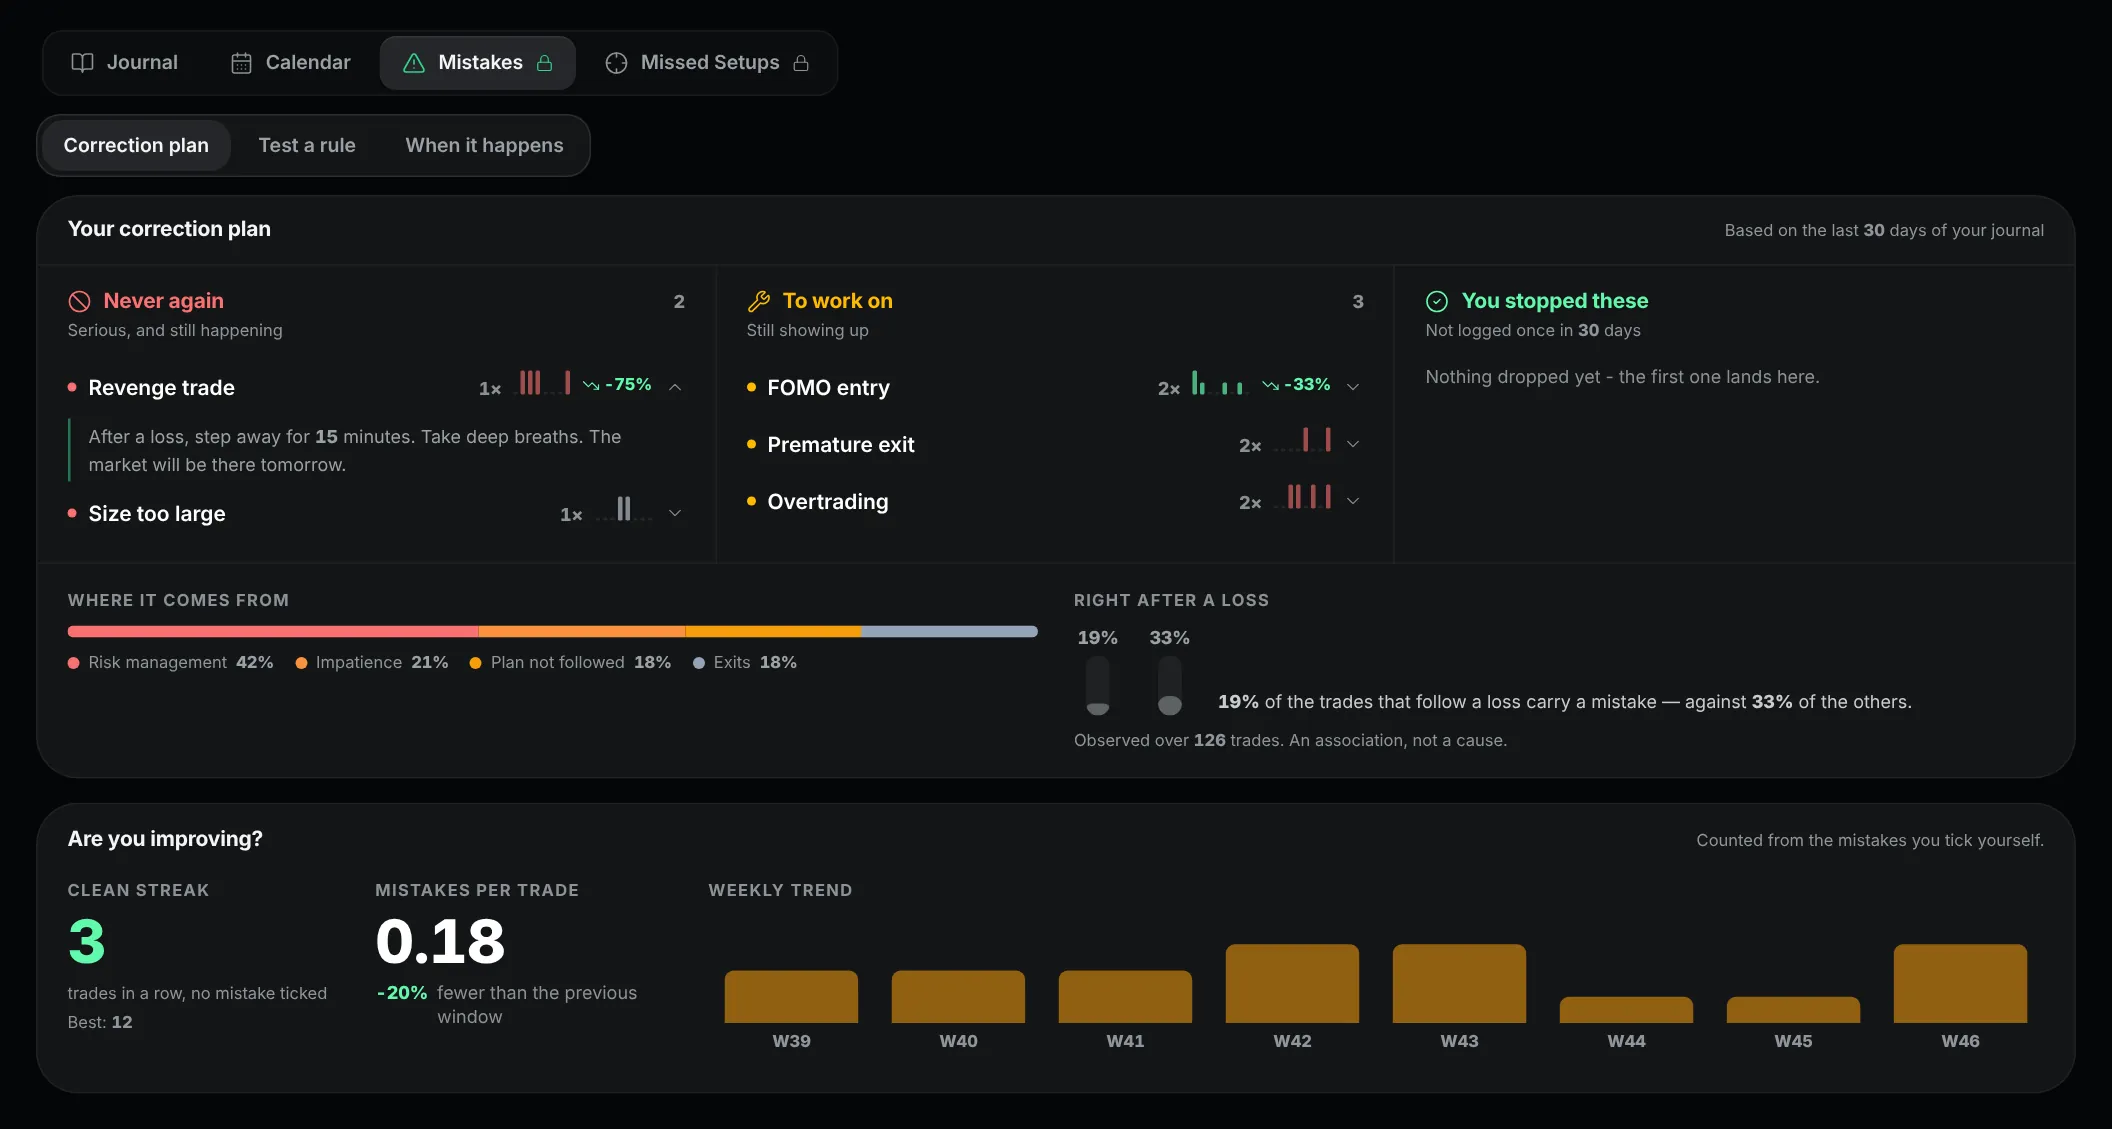 Journal
Calendar
Mistakes
Missed Setups
Correction plan
Test a rule
When it happens
Your correction plan
Based on the last 30 days of your journal
Never again
2
Serious, and still happening
Revenge trade
1×
-75%
After a loss, step away for 15 minutes. Take deep breaths. The
market will be there tomorrow.
Size too large
1×
To work on
3
Still showing up
FOMO entry
2×
-33%
Premature exit
2×
Overtrading
2×
You stopped these
Not logged once in 30 days
Nothing dropped yet - the first one lands here.
WHERE IT COMES FROM
Risk management 42%
Impatience 21%
Plan not followed 18%
Exits 18%
RIGHT AFTER A LOSS
19%
33%
19% of the trades that follow a loss carry a mistake — against 33% of the others.
Observed over 126 trades. An association, not a cause.
Are you improving?
Counted from the mistakes you tick yourself.
CLEAN STREAK
3
trades in a row, no mistake ticked
Best: 12
MISTAKES PER TRADE
0.18
-20% fewer than the previous
window
WEEKLY TREND
W39
W40
W41
W42
W43
W44
W45
W46